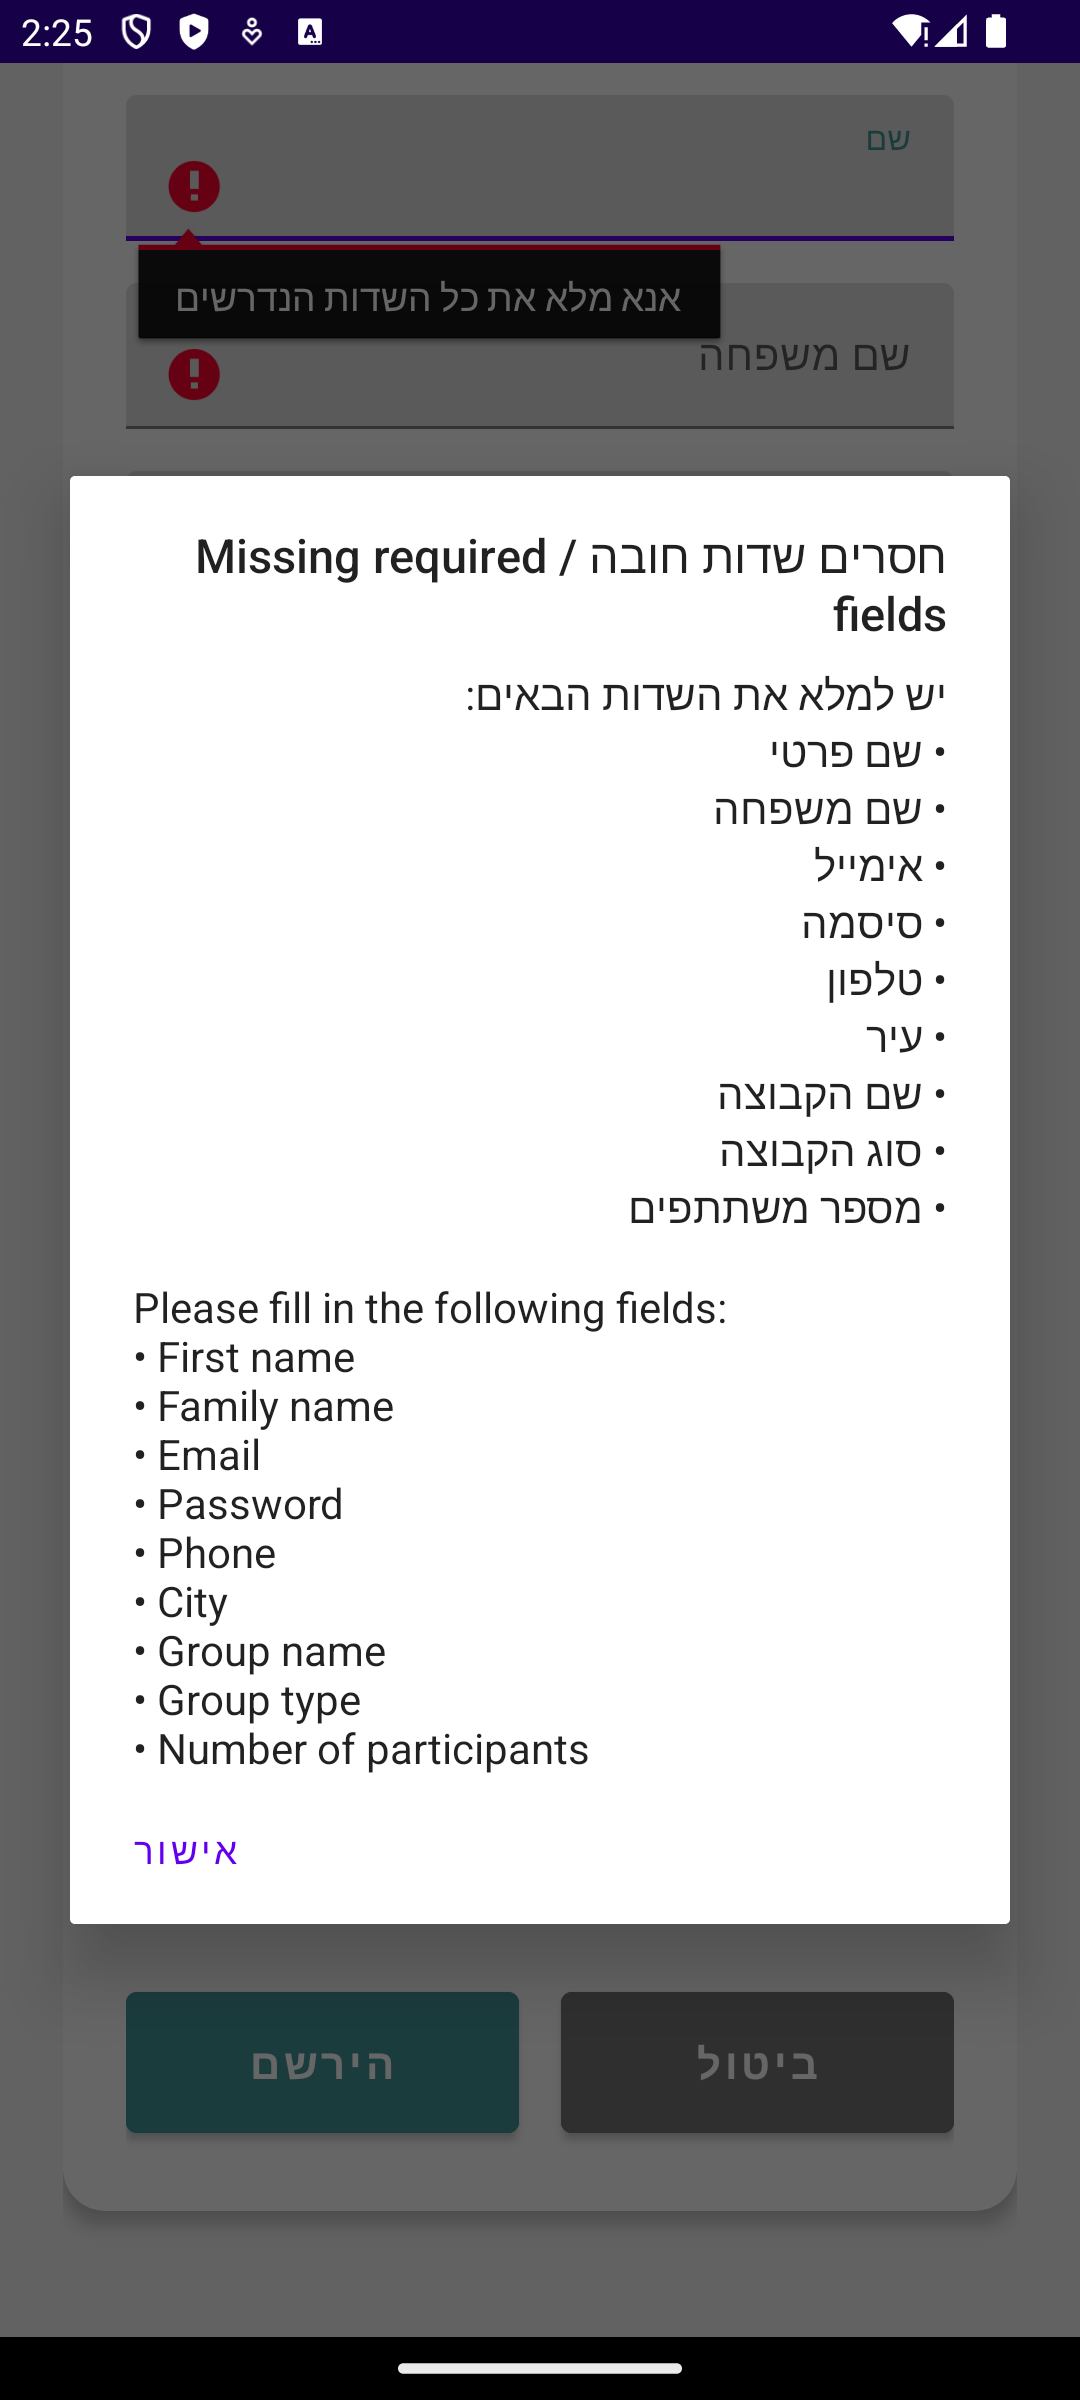 2:25
שם
אנא מלא את כל השדות הנדרשים
שם משפחה
חסרים שדות חובה / Missing required
fields
יש למלא את השדות הבאים:
• שם פרטי
• שם משפחה
• אימייל
• סיסמה
• טלפון
• עיר
• שם הקבוצה
• סוג הקבוצה
• מספר משתתפים
Please fill in the following fields:
• First name
• Family name
• Email
• Password
• Phone
• City
• Group name
• Group type
• Number of participants
אישור
ביטול
הירשם